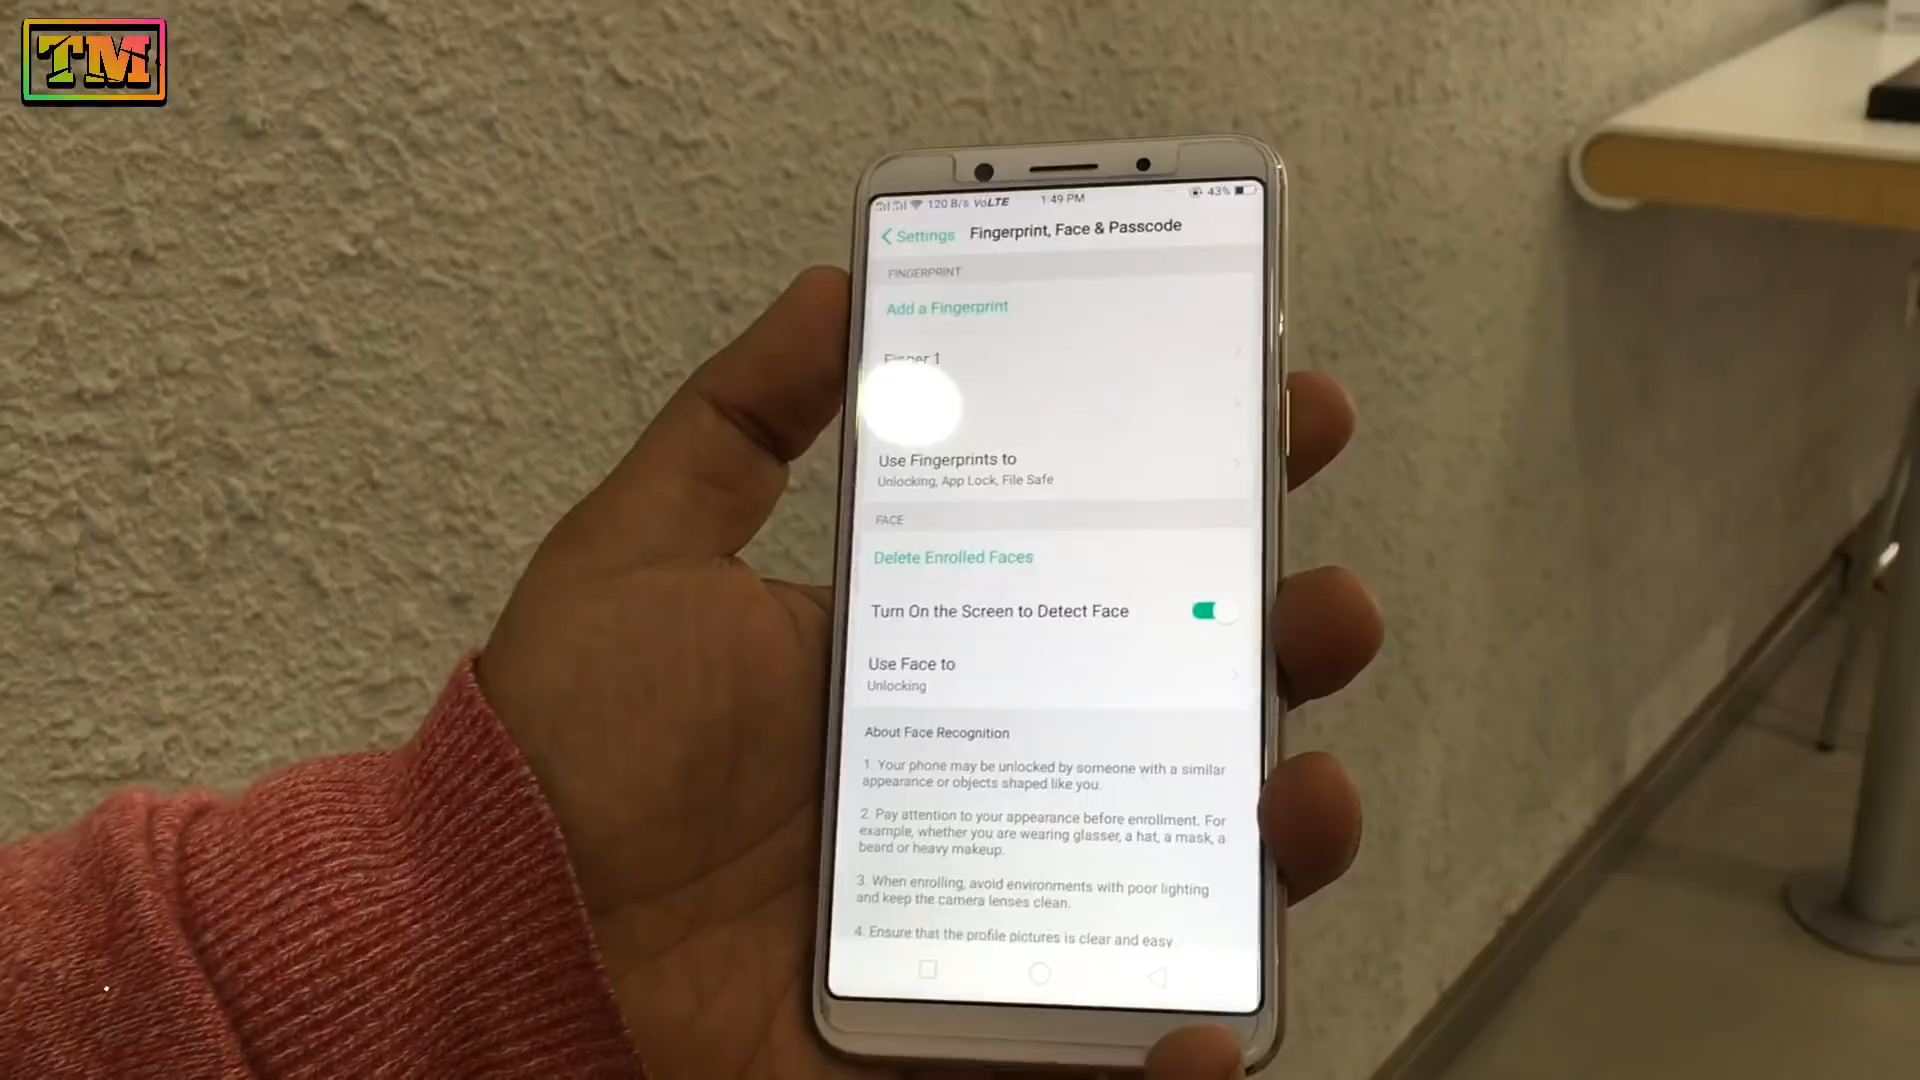 TM
120 B/s VoLTE 1:49 PM 43%
Settings Fingerprint, Face & Passcode
FINGERPRINT
Add a Fingerprint
Finger 1
Use Fingerprints to
Unlocking, App Lock, File Safe
FACE
Delete Enrolled Faces
Turn On the Screen to Detect Face
Use Face to
Unlocking
About Face Recognition
1. Your phone may be unlocked by someone with a similar
appearance or objects shaped like you.
2. Pay attention to your appearance before enrollment. For
example, whether you are wearing glasser, a hat, a mask, a
beard or heavy makeup.
3. When enrolling, avoid environments with poor lighting
and keep the camera lenses clean.
4. Ensure that the profile pictures is clear and easy